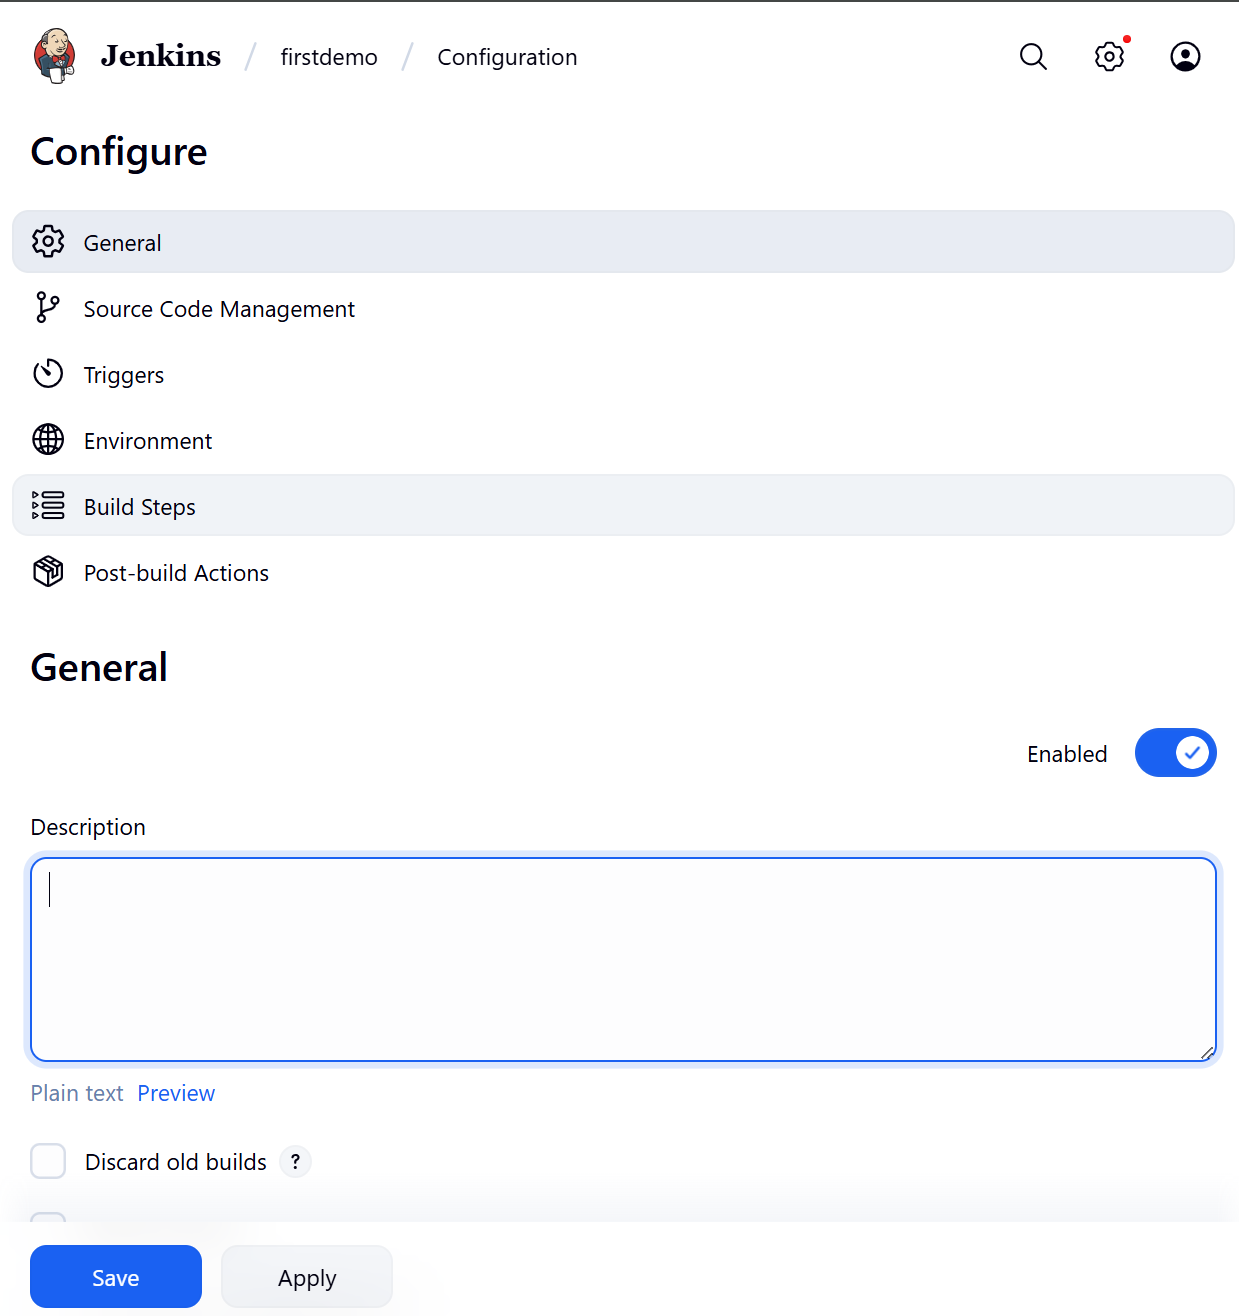 Jenkins / firstdemo / Configuration
Configure
General
Source Code Management
Triggers
Environment
Build Steps
Post-build Actions
General
Enabled
Description
Plain text Preview
Discard old builds ?
Save Apply